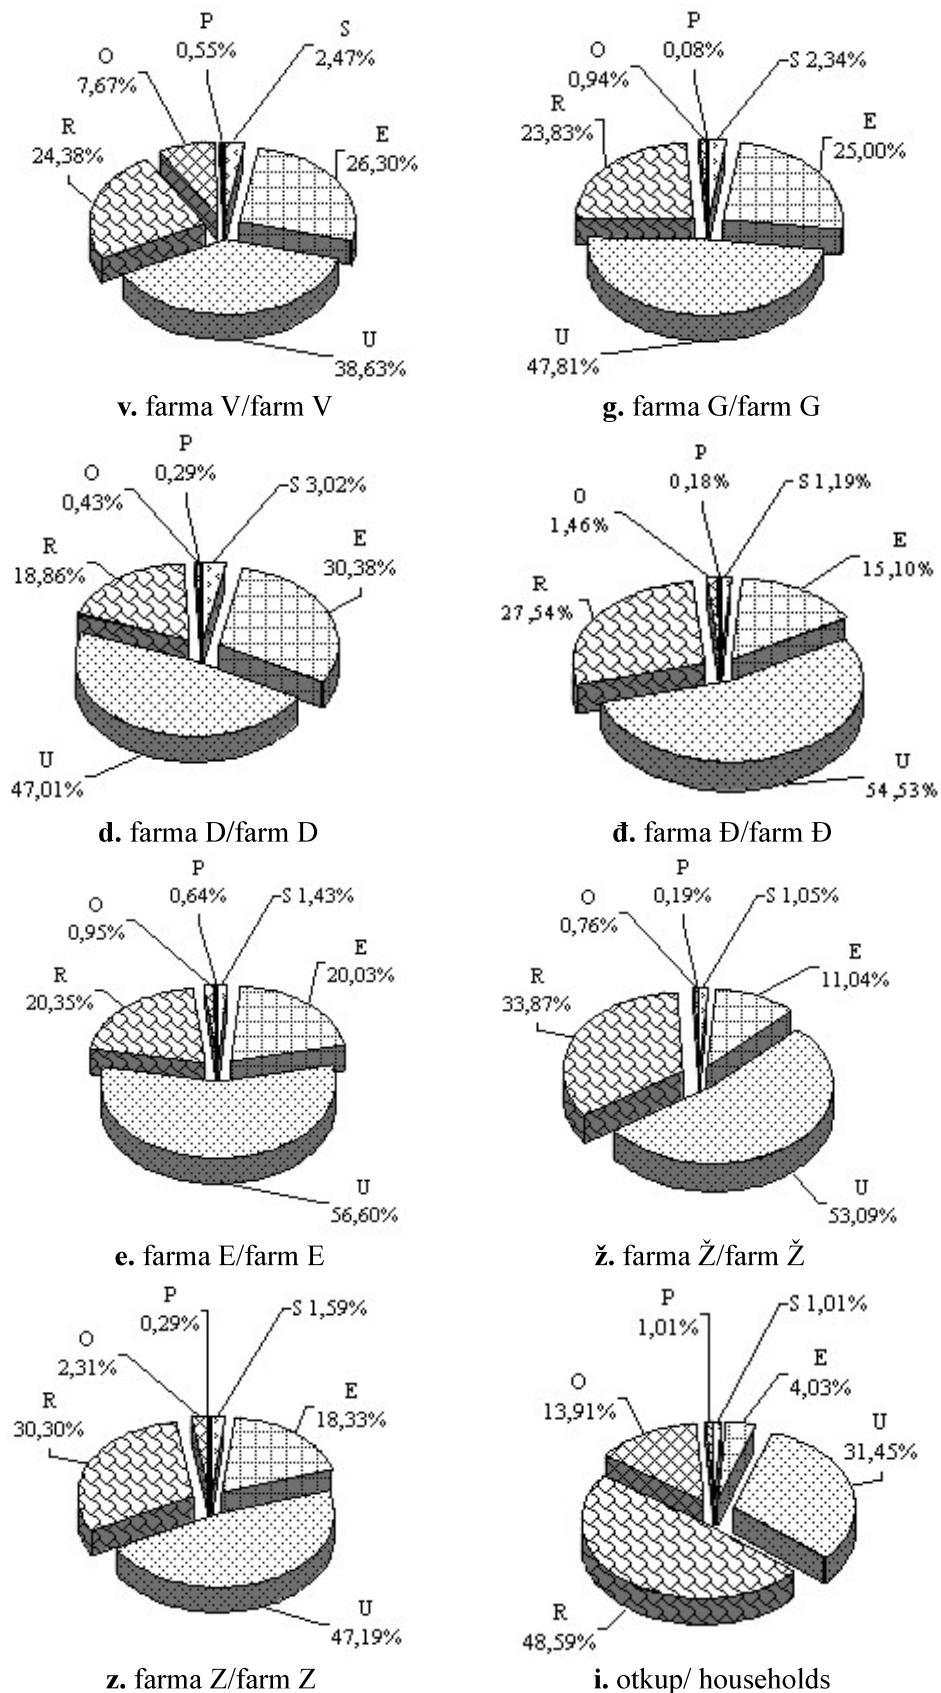 P
0,55%
S
2,47%
O
7,67%
R
24,38%
E
26,30%
U
38,63%
v. farma V/farm V
P
0,08%
O
0,94%
S 2,34%
R
23,83%
E
25,00%
U
47,81%
g. farma G/farm G
P
0,29%
O
0,43%
S 3,02%
R
18,86%
E
30,38%
U
47,01%
d. farma D/farm D
P
0,18%
O
1,46%
S 1,19%
R
27,54%
E
15,10%
U
54,53%
đ. farma Đ/farm Đ
P
0,64%
O
0,95%
S 1,43%
R
20,35%
E
20,03%
U
56,60%
e. farma E/farm E
P
0,19%
O
0,76%
S 1,05%
R
33,87%
E
11,04%
U
53,09%
ž. farma Ž/farm Ž
P
0,29%
O
2,31%
S 1,59%
R
30,30%
E
18,33%
U
47,19%
z. farma Z/farm Z
P
1,01%
S 1,01%
O
13,91%
E
4,03%
U
31,45%
R
48,59%
i. otkup/ households